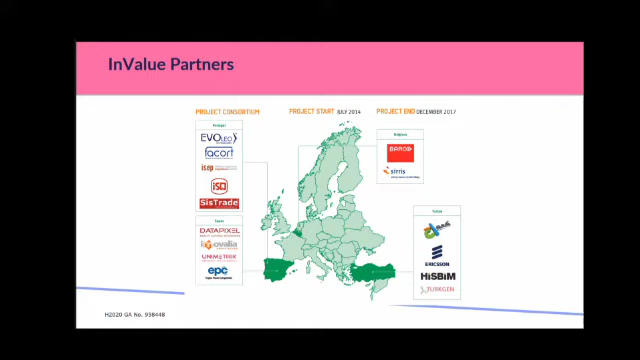 InValue Partners
PROJECT CONSORTIUM
PROJECT START JULY 2014
PROJECT END DECEMBER 2017
Portugal
EVOLEO
facort
isep
ISQ
SisTrade
Spain
DATAPIXEL
innovalia
UNIMETRIK
epc
Belgium
BARCO
sirris
Turkey
ERICSSON
HiSBiM
TURKGEN
H2020 GA No. 938448